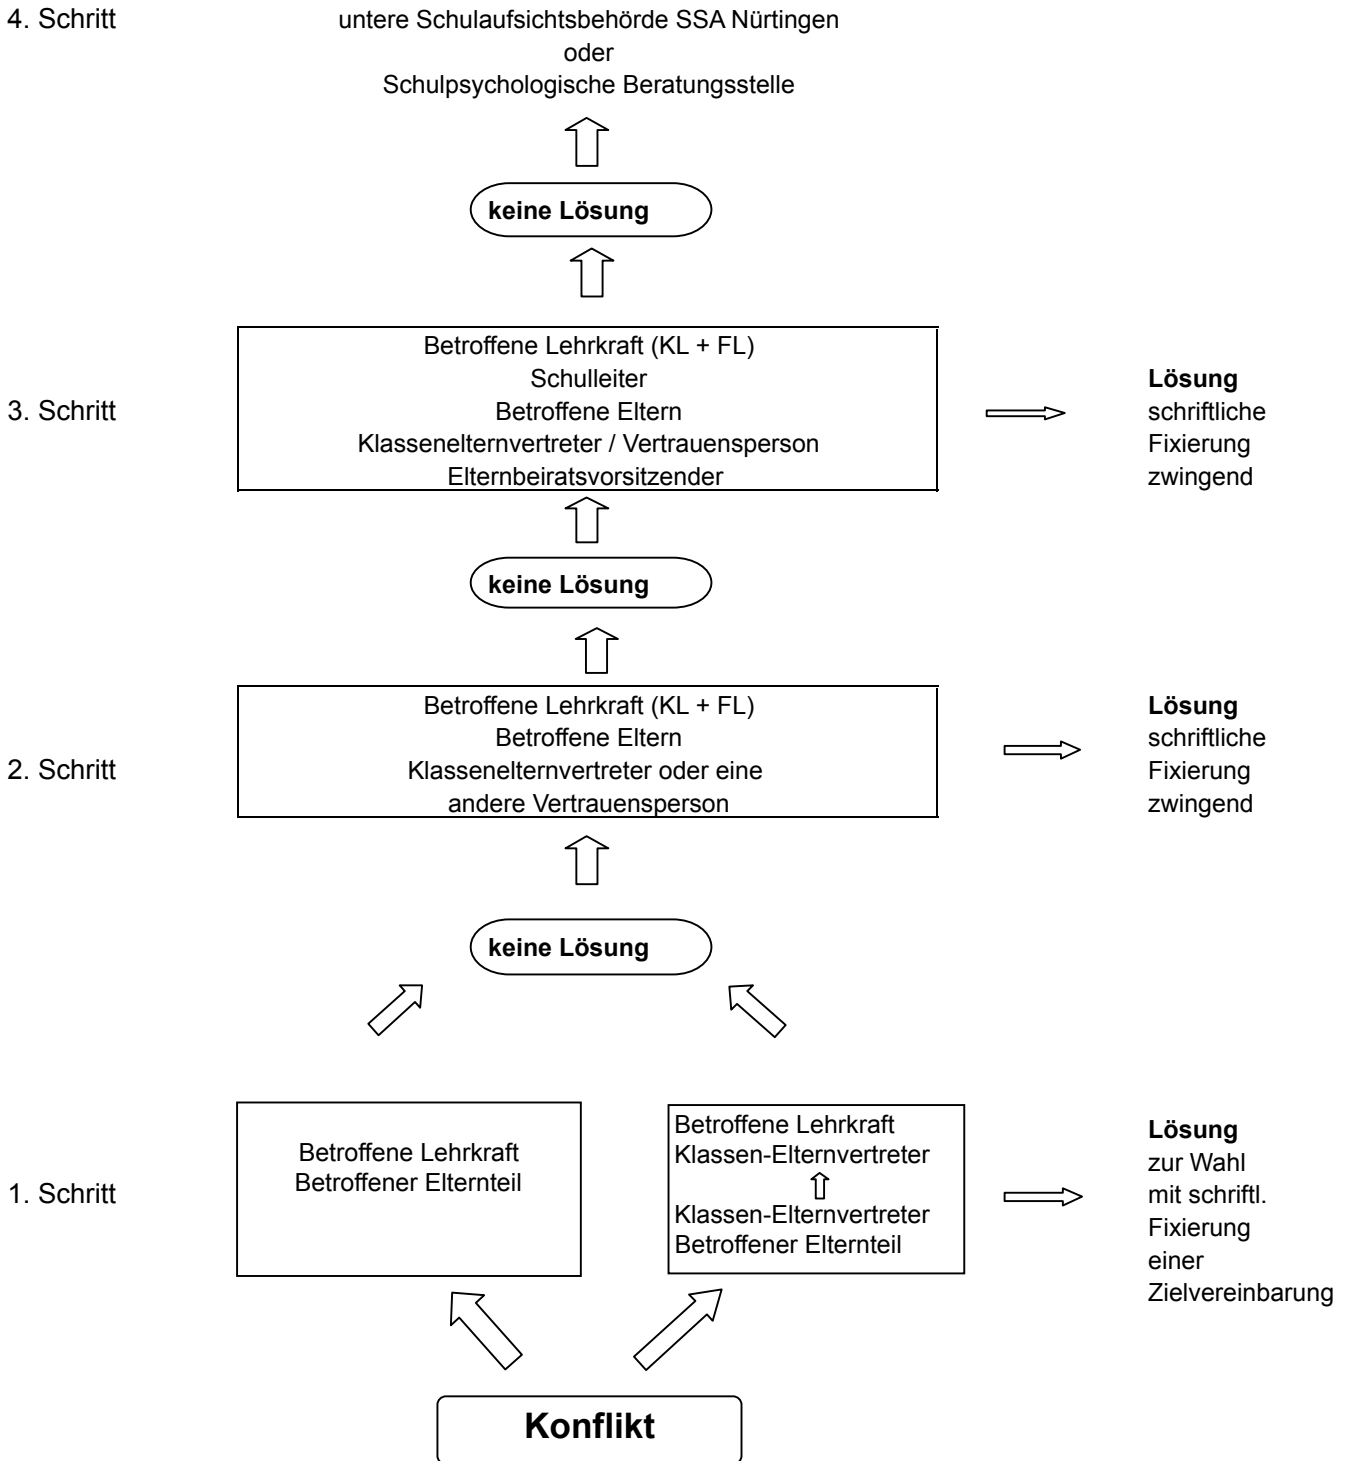 4. Schritt
untere Schulaufsichtsbehörde SSA Nürtingen
oder
Schulpsychologische Beratungsstelle
keine Lösung
3. Schritt
Betroffene Lehrkraft (KL + FL)
Schulleiter
Betroffene Eltern
Klassenelternvertreter / Vertrauensperson
Elternbeiratsvorsitzender
Lösung
schriftliche
Fixierung
zwingend
keine Lösung
2. Schritt
Betroffene Lehrkraft (KL + FL)
Betroffene Eltern
Klassenelternvertreter oder eine
andere Vertrauensperson
Lösung
schriftliche
Fixierung
zwingend
keine Lösung
1. Schritt
Betroffene Lehrkraft
Betroffener Elternteil
Betroffene Lehrkraft
Klassen-Elternvertreter
Klassen-Elternvertreter
Betroffener Elternteil
Lösung
zur Wahl
mit schriftl.
Fixierung
einer
Zielvereinbarung
Konflikt